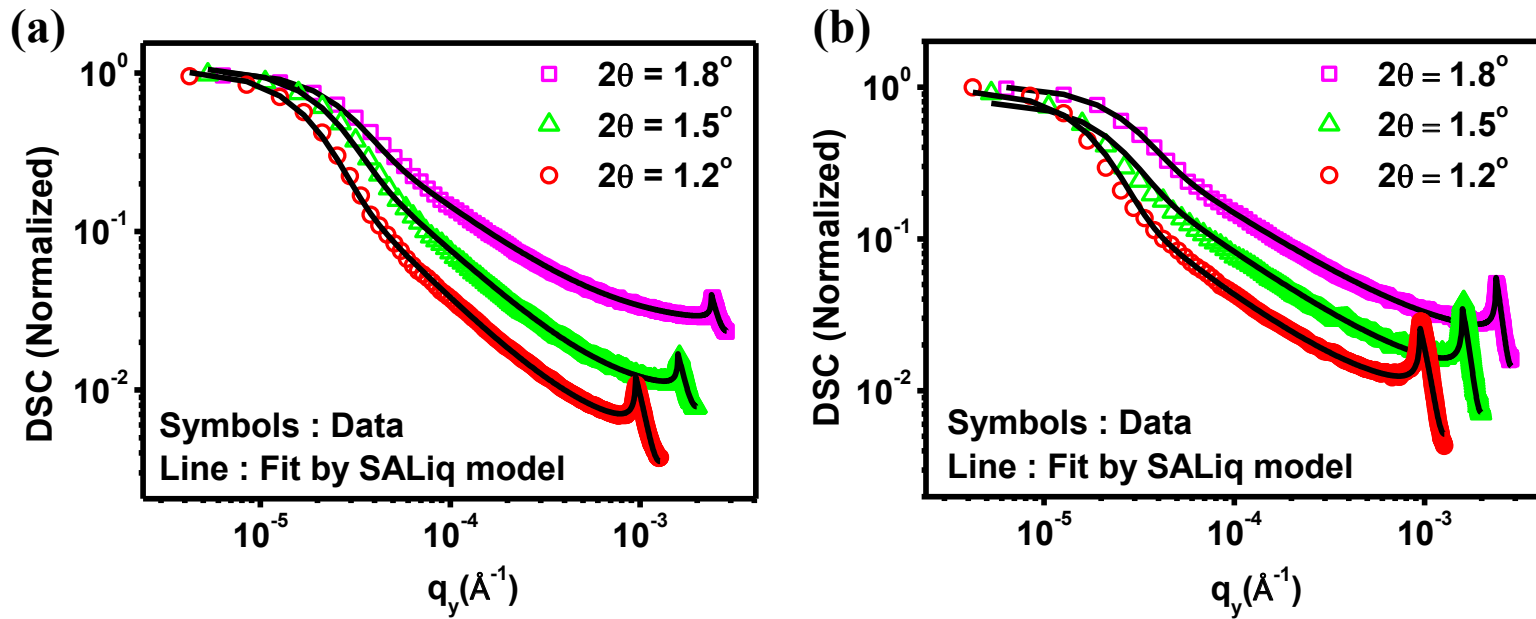 (a)
10⁰
10⁻¹
10⁻²
DSC (Normalized)
2θ = 1.8°
2θ = 1.5°
2θ = 1.2°
Symbols : Data
Line : Fit by SALiq model
10⁻⁵ 10⁻⁴ 10⁻³
q_y(Å⁻¹)
(b)
10⁰
10⁻¹
10⁻²
DSC (Normalized)
2θ = 1.8°
2θ = 1.5°
2θ = 1.2°
Symbols : Data
Line : Fit by SALiq model
10⁻⁵ 10⁻⁴ 10⁻³
q_y(Å⁻¹)